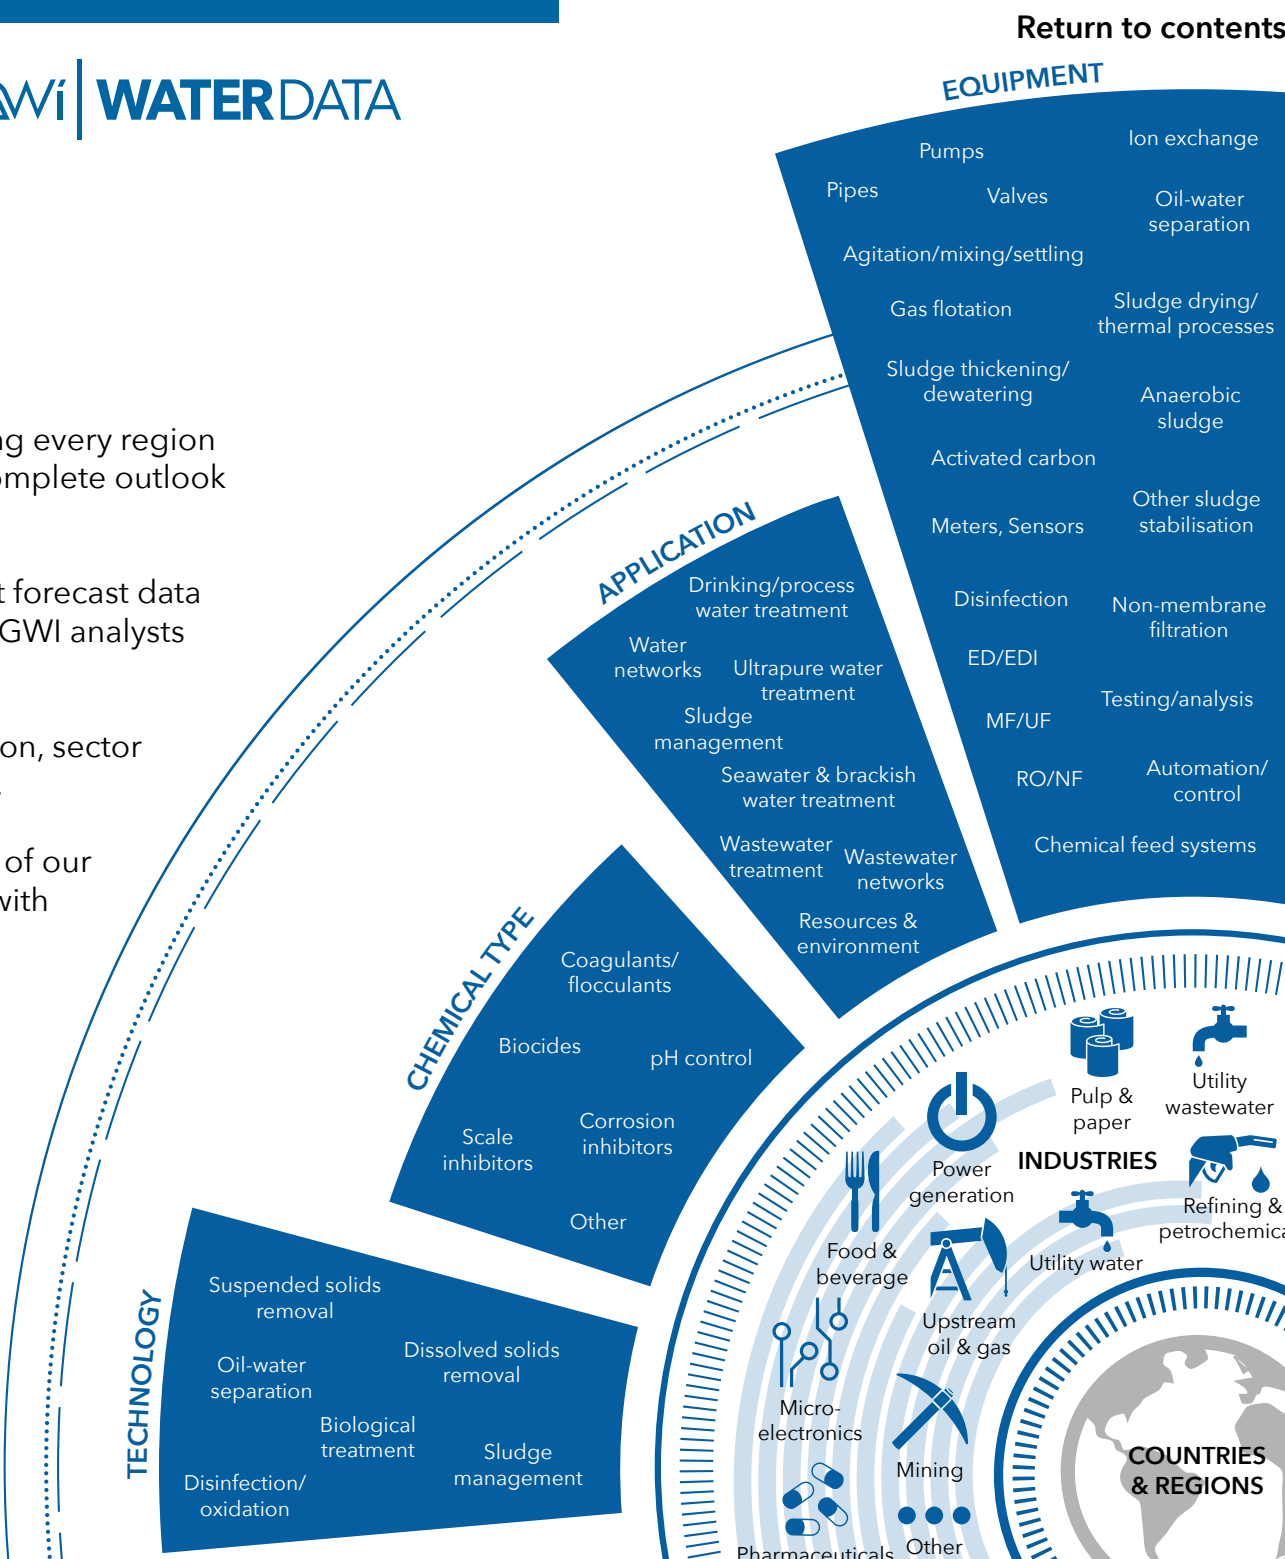 Return to contents
WATERDATA
EQUIPMENT
Pumps
Ion exchange
Pipes
Valves
Oil-water
separation
Agitation/mixing/settling
Gas flotation
Sludge drying/
thermal processes
Sludge thickening/
dewatering
Anaerobic
sludge
Activated carbon
Other sludge
stabilisation
Meters, Sensors
Disinfection
Non-membrane
filtration
ED/EDI
Testing/analysis
MF/UF
Automation/
control
RO/NF
Chemical feed systems
every region
outlook
forecast data
GWI analysts
sector
of our
with
APPLICATION
Drinking/process
water treatment
Water
networks
Ultrapure water
treatment
Sludge
management
Seawater & brackish
water treatment
Wastewater
treatment
Wastewater
networks
Resources &
environment
CHEMICAL TYPE
Coagulants/
flocculants
Biocides
pH control
Corrosion
inhibitors
Scale
inhibitors
Other
TECHNOLOGY
Suspended solids
removal
Dissolved solids
removal
Oil-water
separation
Biological
treatment
Sludge
management
Disinfection/
oxidation
INDUSTRIES
Pulp &
paper
Utility
wastewater
Power
generation
Refining &
Food &
beverage
Utility water
Upstream
oil & gas
Micro-
electronics
Mining
Pharmaceuticals
Other
COUNTRIES
& REGIONS